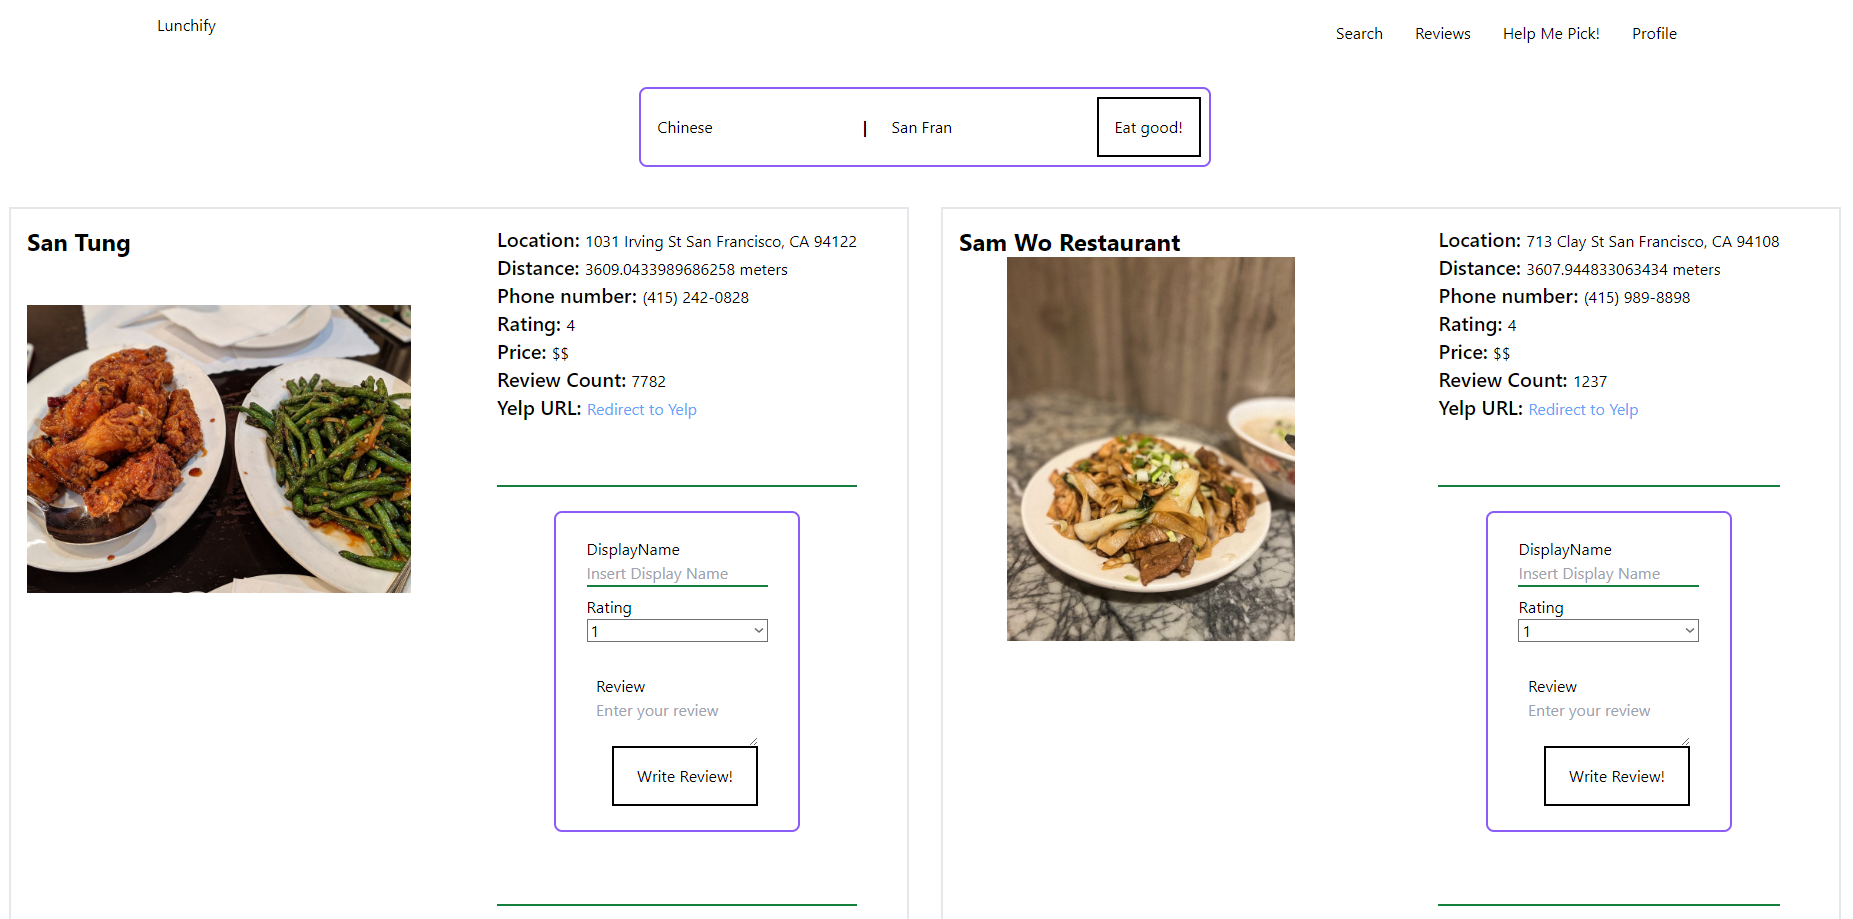 Lunchify
Search Reviews Help Me Pick! Profile
Chinese | San Fran Eat good!
San Tung
Location: 1031 Irving St San Francisco, CA 94122
Distance: 3609.0433989686258 meters
Phone number: (415) 242-0828
Rating: 4
Price: $$
Review Count: 7782
Yelp URL: Redirect to Yelp
DisplayName
Insert Display Name
Rating
1
Review
Enter your review
Write Review!
Sam Wo Restaurant
Location: 713 Clay St San Francisco, CA 94108
Distance: 3607.944833063434 meters
Phone number: (415) 989-8898
Rating: 4
Price: $$
Review Count: 1237
Yelp URL: Redirect to Yelp
DisplayName
Insert Display Name
Rating
1
Review
Enter your review
Write Review!